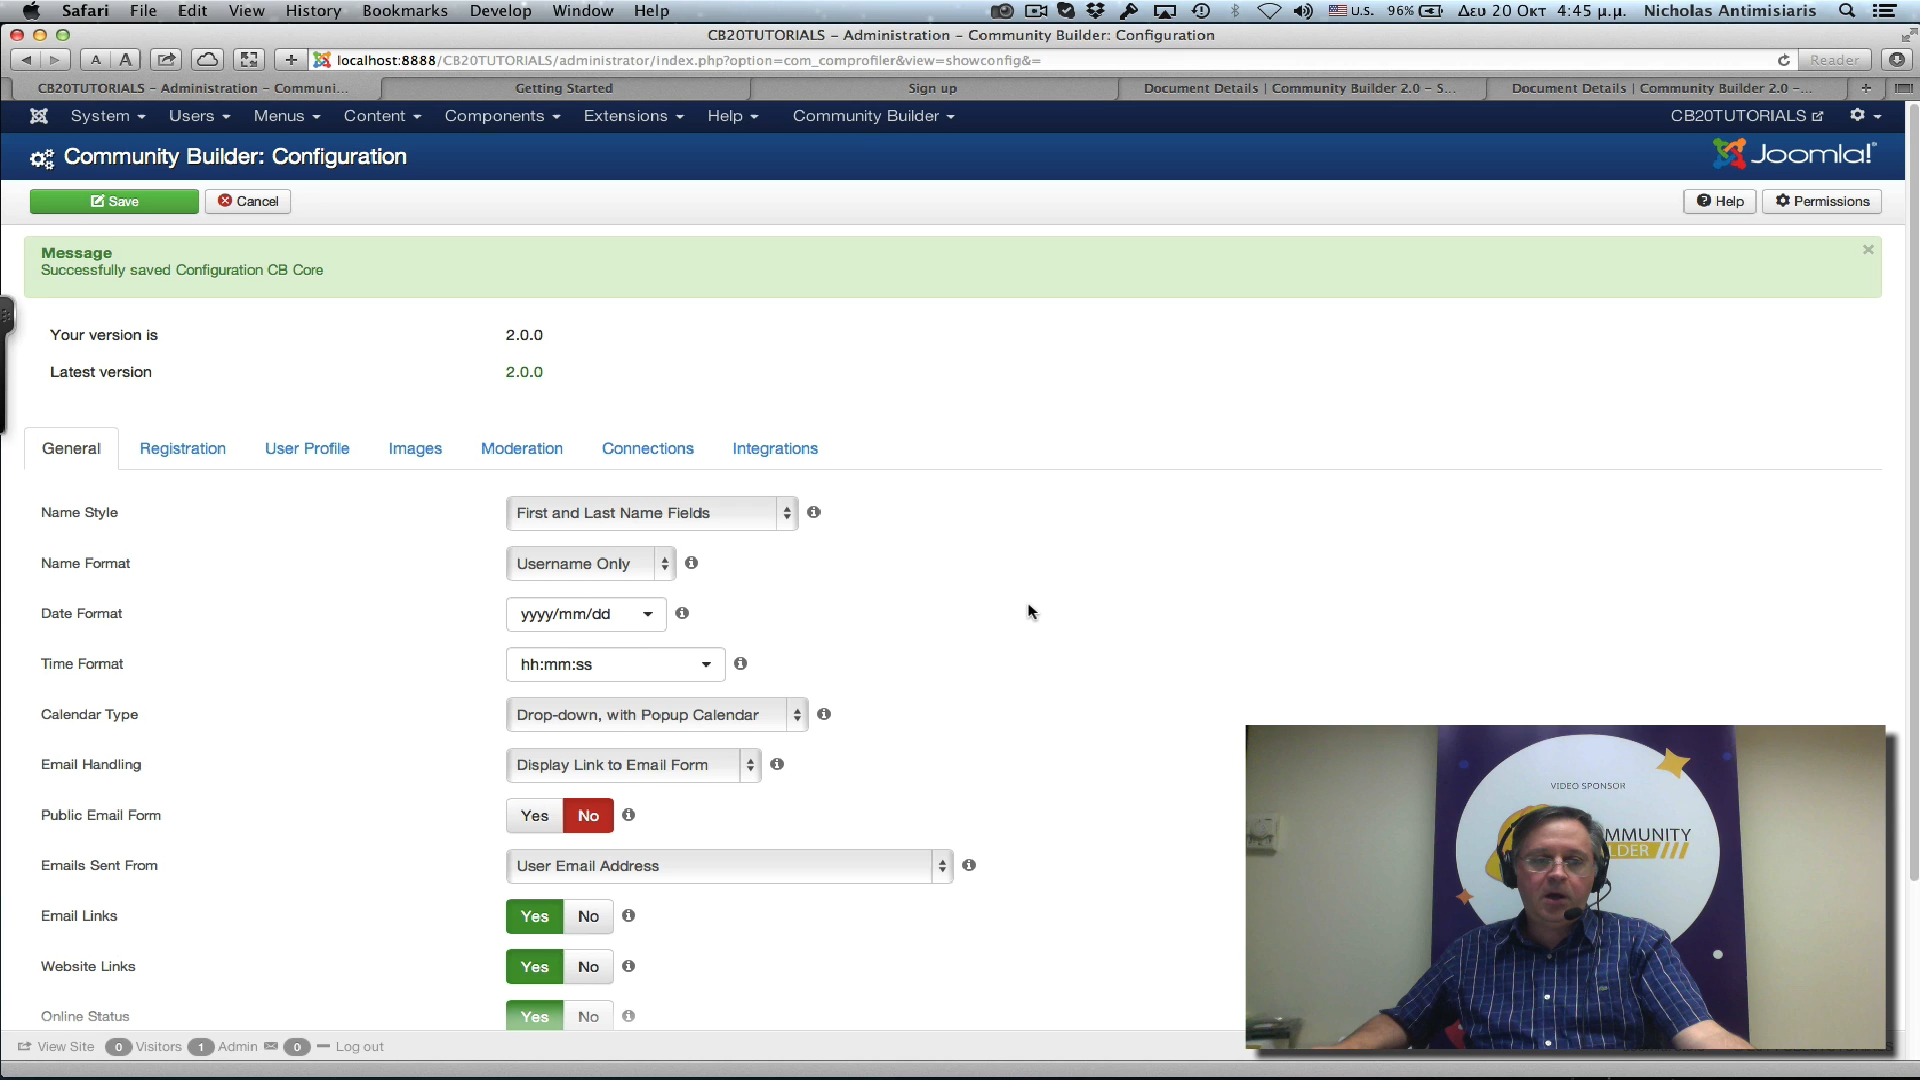 Safari File Edit View History Bookmarks Develop Window Help U.S. 96% Δευ 20 Οκτ 4:45 μ.μ. Nicholas Antimisiaris
CB20TUTORIALS – Administration – Community Builder: Configuration
A A + localhost:8888/CB20TUTORIALS/administrator/index.php?option=com_comprofiler&view=showconfig&= Reader
CB20TUTORIALS – Administration – Communi... Getting Started Sign up Document Details | Community Builder 2.0 – S... Document Details | Community Builder 2.0 –... +
System Users Menus Content Components Extensions Help Community Builder CB20TUTORIALS
Community Builder: Configuration Joomla!
Save Cancel Help Permissions
Message
Successfully saved Configuration CB Core
Your version is 2.0.0
Latest version 2.0.0
General Registration User Profile Images Moderation Connections Integrations
Name Style First and Last Name Fields
Name Format Username Only
Date Format yyyy/mm/dd
Time Format hh:mm:ss
Calendar Type Drop-down, with Popup Calendar
Email Handling Display Link to Email Form
Public Email Form Yes No
Emails Sent From User Email Address
Email Links Yes No
Website Links Yes No
Online Status Yes No
View Site 0 Visitors 1 Admin 0 Log out
VIDEO SPONSOR
MMUNITY
LDER